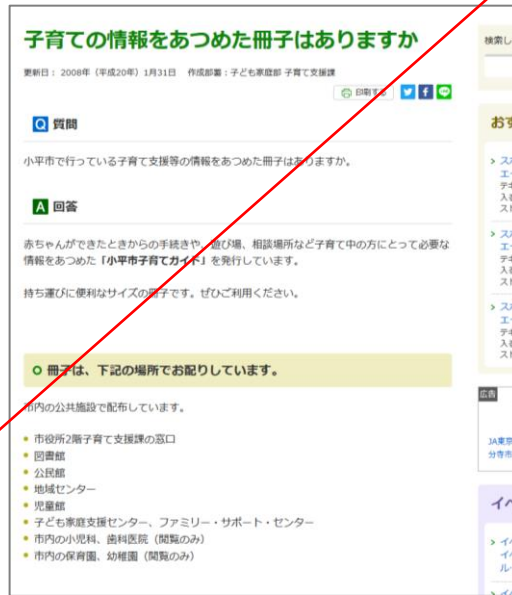 子育ての情報をあつめた冊子はありますか
更新日： 2008年（平成20年）1月31日　作成部署：子ども家庭部 子育て支援課
印刷する
Q 質問
小平市で行っている子育て支援等の情報をあつめた冊子はありますか。
A 回答
赤ちゃんができたときからの手続きや、遊び場、相談場所など子育て中の方にとって必要な
情報をあつめた「小平市子育てガイド」を発行しています。
持ち運びに便利なサイズの冊子です。ぜひご利用ください。
冊子は、下記の場所でお配りしています。
市内の公共施設で配布しています。
市役所2階子育て支援課の窓口
図書館
公民館
地域センター
児童館
子ども家庭支援センター、ファミリー・サポート・センター
市内の小児科、歯科医院（閲覧のみ）
市内の保育園、幼稚園（閲覧のみ）
検索し
おす
広告
JA東京
分寺市
イベ